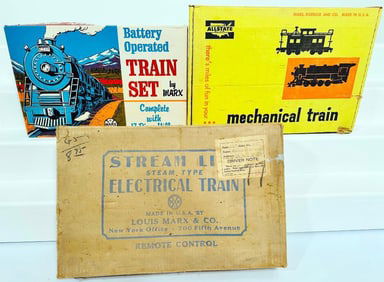 Battery
Operated
TRAIN
SET
by
MARX
Complete
with
ALLSTATE
SEARS, ROEBUCK AND CO. MADE IN U.S.A.
there's miles of fun in your
mechanical train
STREAM LI
STEAM TYPE
ELECTRICAL TRAIN
MADE IN U.S.A. BY
LOUIS MARX & CO.
New York Office - 200 Fifth Avenue
REMOTE CONTROL
DRIVER NOTE